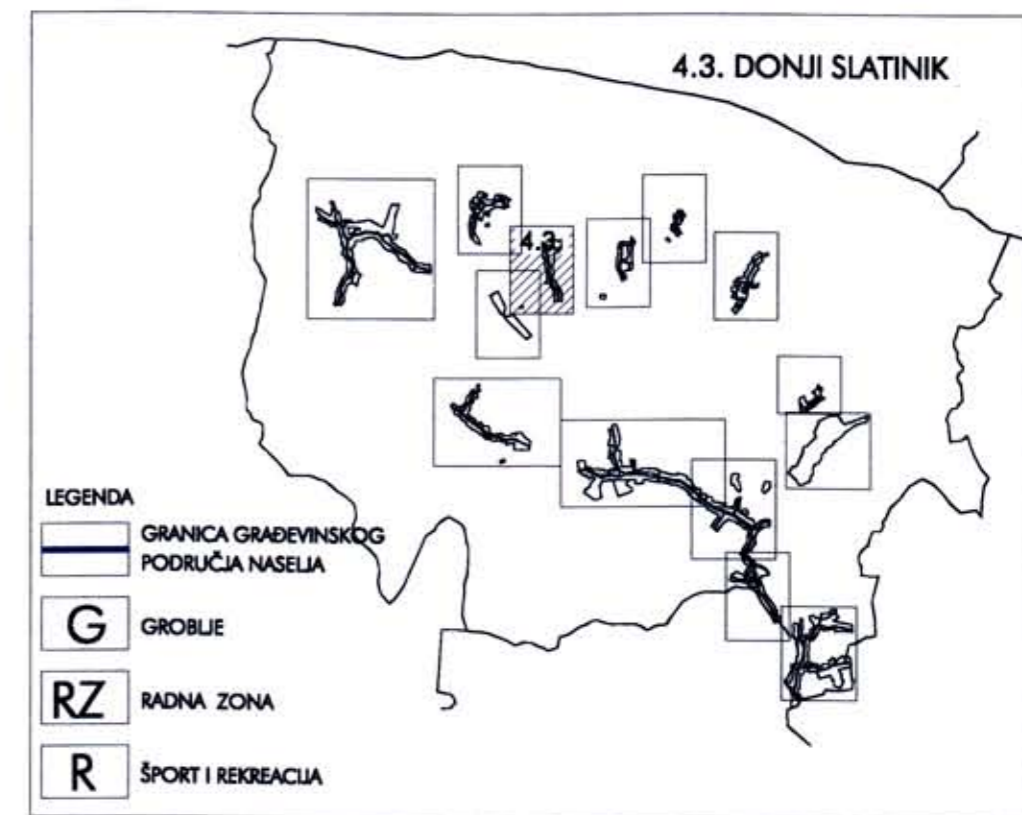 4.3. DONJI SLATINIK
4.3.
LEGENDA
GRANICA GRAĐEVINSKOG
PODRUČJA NASELJA
G GROBLJE
RZ RADNA ZONA
R ŠPORT I REKREACIJA